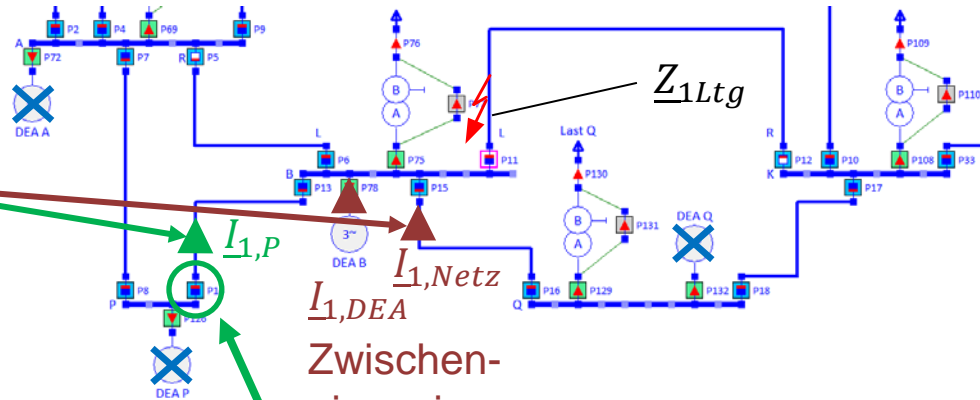 P2
P4
P69
P9
A
P72
P7
R
P5
DEA A
P76
B
A
Z1Ltg
P109
B
A
P110
Last Q
L
P6
B
P13
P78
P75
L
P11
P15
P130
R
P12
K
P10
P108
P33
P17
3~
DEA B
B
A
P131
DEA Q
I1,P
I1,Netz
I1,DEA
P8
P1
P
P16
Q
P129
P132
P18
DEA P
Zwischen-